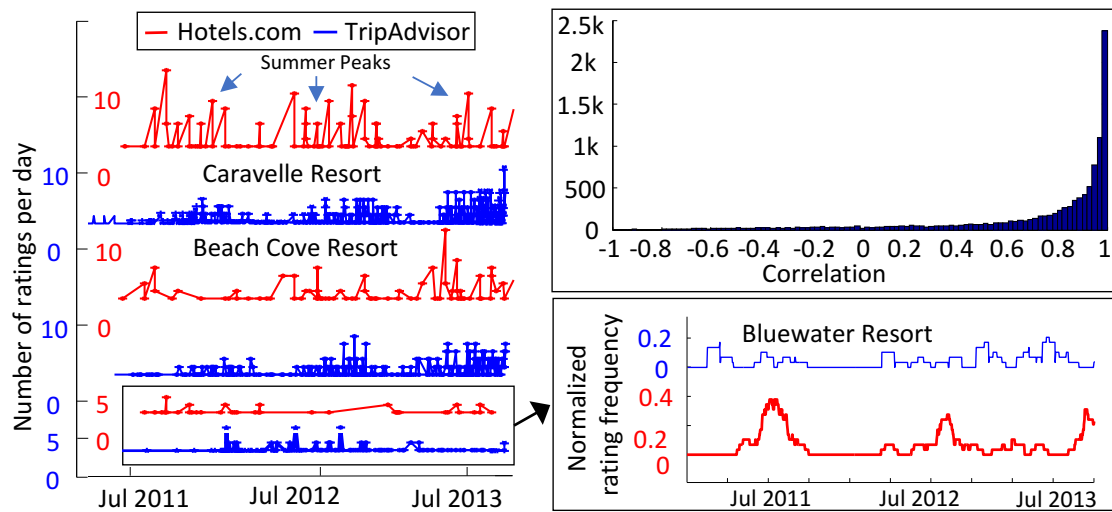 Hotels.com TripAdvisor
Summer Peaks
Number of ratings per day
10
0
10
0
10
0
10
0
5
0
5
0
Caravelle Resort
Beach Cove Resort
Jul 2011 Jul 2012 Jul 2013
2.5k
2k
1.5k
1k
500
0
-1 -0.8 -0.6 -0.4 -0.2 0 0.2 0.4 0.6 0.8 1
Correlation
Bluewater Resort
Normalized
rating frequency
0.2
0
0.4
0.2
0
Jul 2011 Jul 2012 Jul 2013